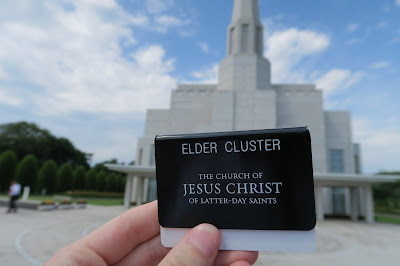 ELDER CLUSTER
THE CHURCH OF
JESUS CHRIST
OF LATTER-DAY SAINTS